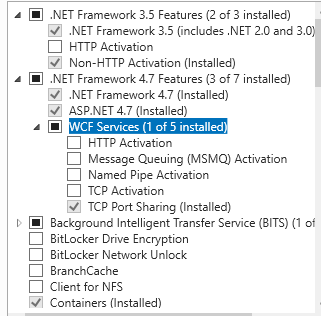 .NET Framework 3.5 Features (2 of 3 installed)
.NET Framework 3.5 (includes .NET 2.0 and 3.0)
HTTP Activation
Non-HTTP Activation (Installed)
.NET Framework 4.7 Features (3 of 7 installed)
.NET Framework 4.7 (Installed)
ASP.NET 4.7 (Installed)
WCF Services (1 of 5 installed)
HTTP Activation
Message Queuing (MSMQ) Activation
Named Pipe Activation
TCP Activation
TCP Port Sharing (Installed)
Background Intelligent Transfer Service (BITS) (1 of
BitLocker Drive Encryption
BitLocker Network Unlock
BranchCache
Client for NFS
Containers (Installed)